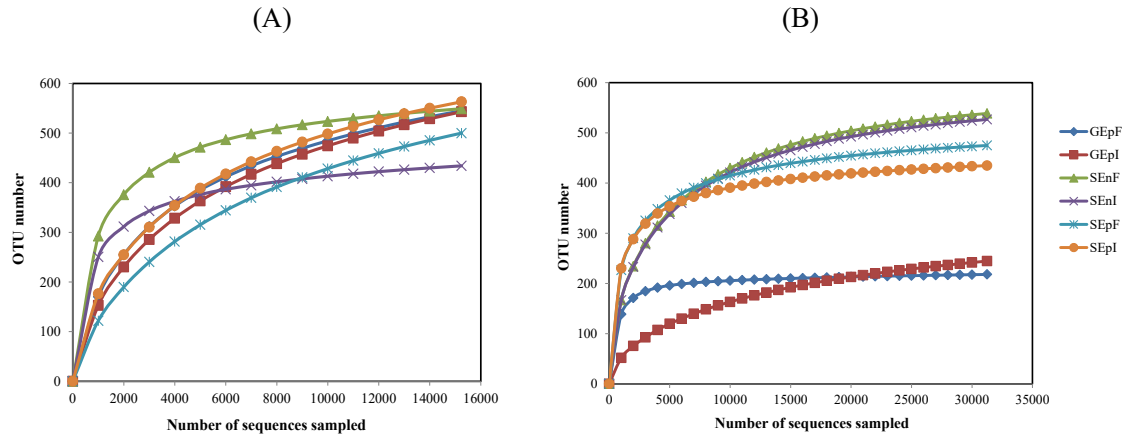 (A)
(B)
600
500
400
300
200
100
0
OTU number
0 2000 4000 6000 8000 10000 12000 14000 16000
Number of sequences sampled
600
500
400
300
200
100
0
OTU number
0 5000 10000 15000 20000 25000 30000 35000
Number of sequences sampled
GEpF
GEpI
SEnF
SEnI
SEpF
SEpI